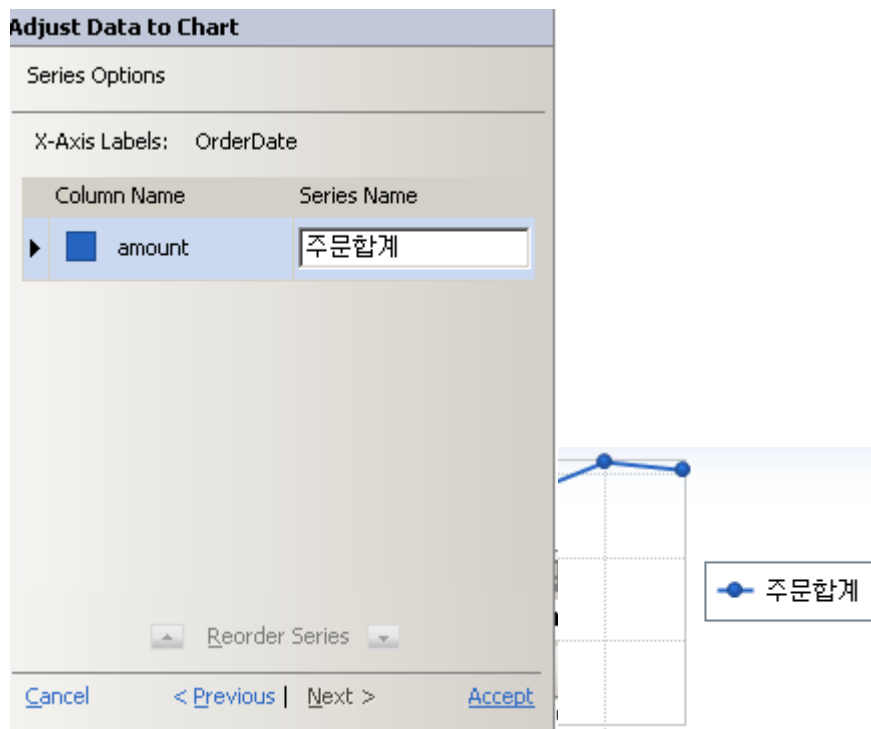 Adjust Data to Chart
Series Options
X-Axis Labels: OrderDate
Column Name Series Name
amount 주문합계
주문합계
Reorder Series
Cancel < Previous | Next > Accept